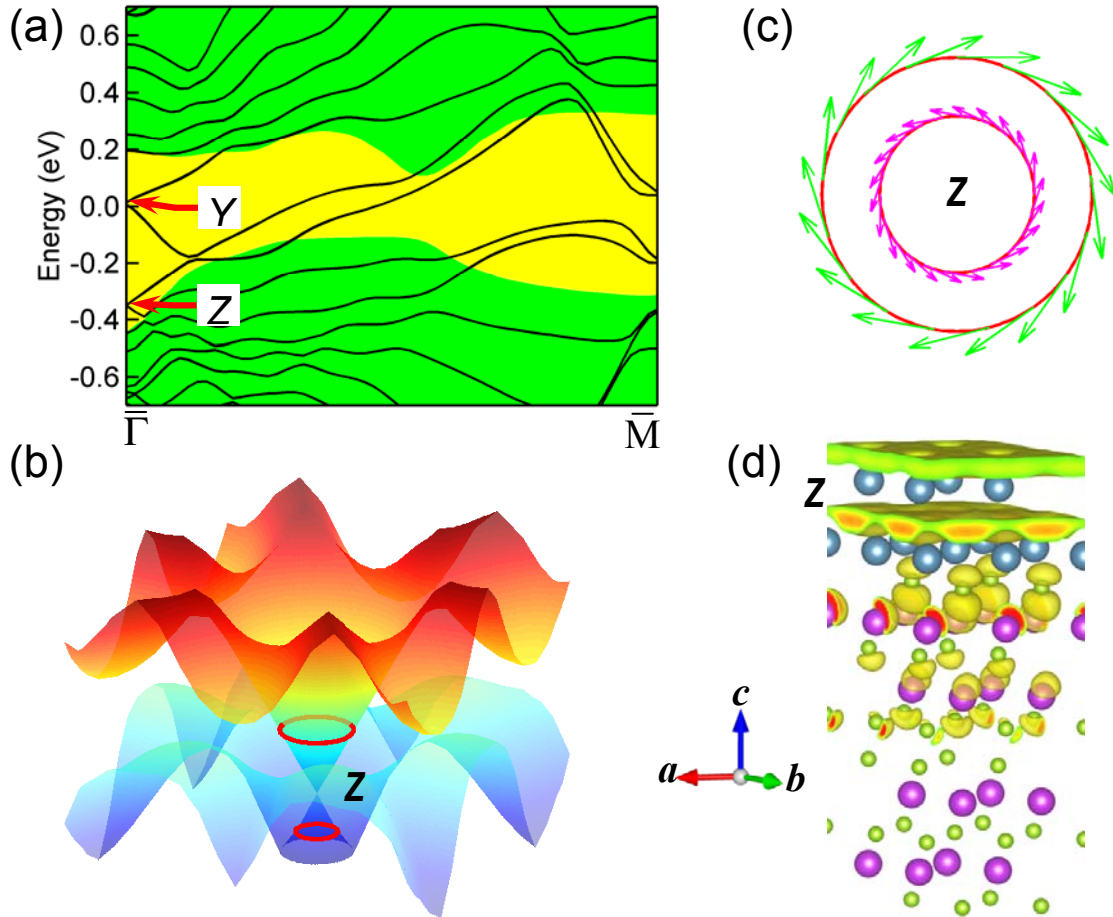 (a)
Energy (eV)
0.6
0.4
0.2
0.0
-0.2
-0.4
-0.6
Y
Z
Γ̿
M̄
(b)
Z
(c)
Z
(d)
Z
a
b
c